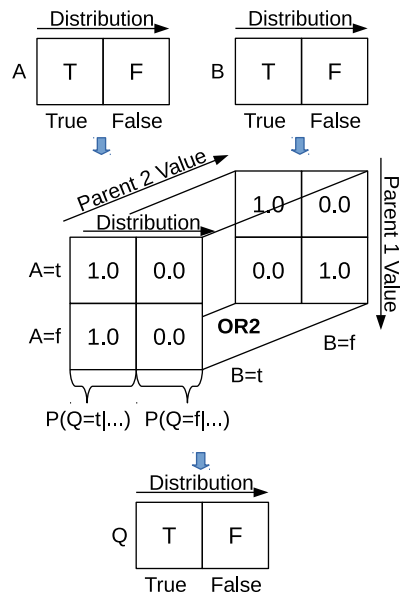 Distribution Distribution
A T F B T F
True False True False
Parent 2 Value
Parent 1 Value
Distribution
1.0 0.0
A=t 1.0 0.0 0.0 1.0
A=f 1.0 0.0 OR2
B=t B=f
P(Q=t|...) P(Q=f|...)
Distribution
Q T F
True False